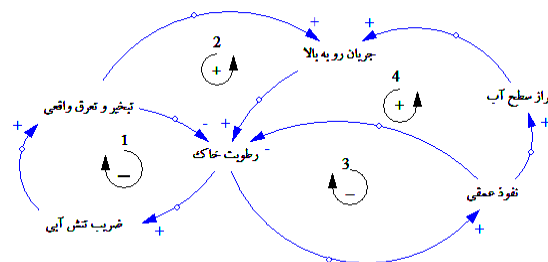 2
+
+
جریان رو به بالا
4
+
+
راز سطح آب
+
تبخیر و تعرق واقعی
+
1
–
-
+
رطوبت خاک
-
3
–
نفوذ عمقی
+
ضریب تنش آبی
+